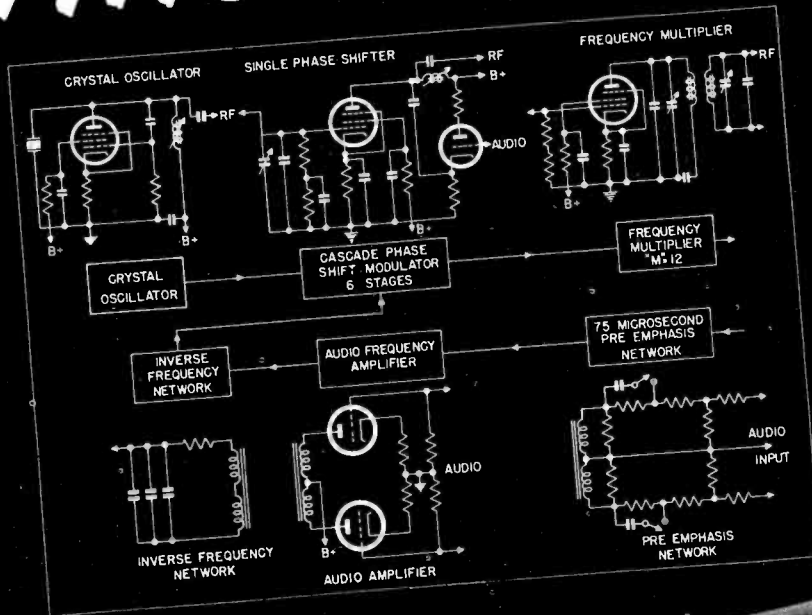 CRYSTAL OSCILLATOR
SINGLE PHASE SHIFTER
FREQUENCY MULTIPLIER
RF
RF
B+
RF
AUDIO
B+
B+
B+
B+
CRYSTAL
OSCILLATOR
CASCADE PHASE
SHIFT MODULATOR
6 STAGES
FREQUENCY
MULTIPLIER
"M" 12
INVERSE
FREQUENCY
NETWORK
AUDIO FREQUENCY
AMPLIFIER
75 MICROSECOND
PRE EMPHASIS
NETWORK
AUDIO
AUDIO
INPUT
B+
INVERSE FREQUENCY
NETWORK
AUDIO AMPLIFIER
PRE EMPHASIS
NETWORK